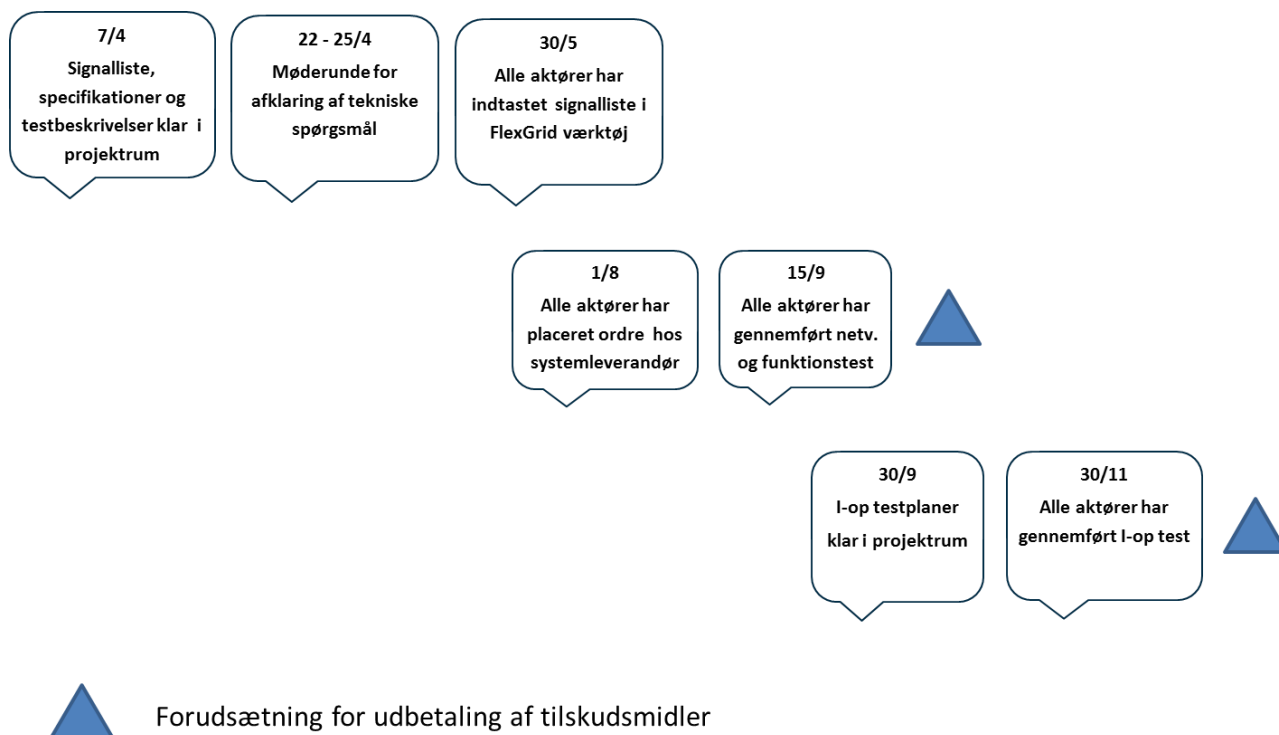 7/4
Signalliste,
specifikationer og
testbeskrivelser klar i
projektrum
22 - 25/4
Møderunde for
afklaring af tekniske
spørgsmål
30/5
Alle aktører har
indtastet signalliste i
FlexGrid værktøj
1/8
Alle aktører har
placeret ordre hos
systemleverandør
15/9
Alle aktører har
gennemført netv.
og funktionstest
30/9
I-op testplaner
klar i projektrum
30/11
Alle aktører har
gennemført I-op test
Forudsætning for udbetaling af tilskudsmidler